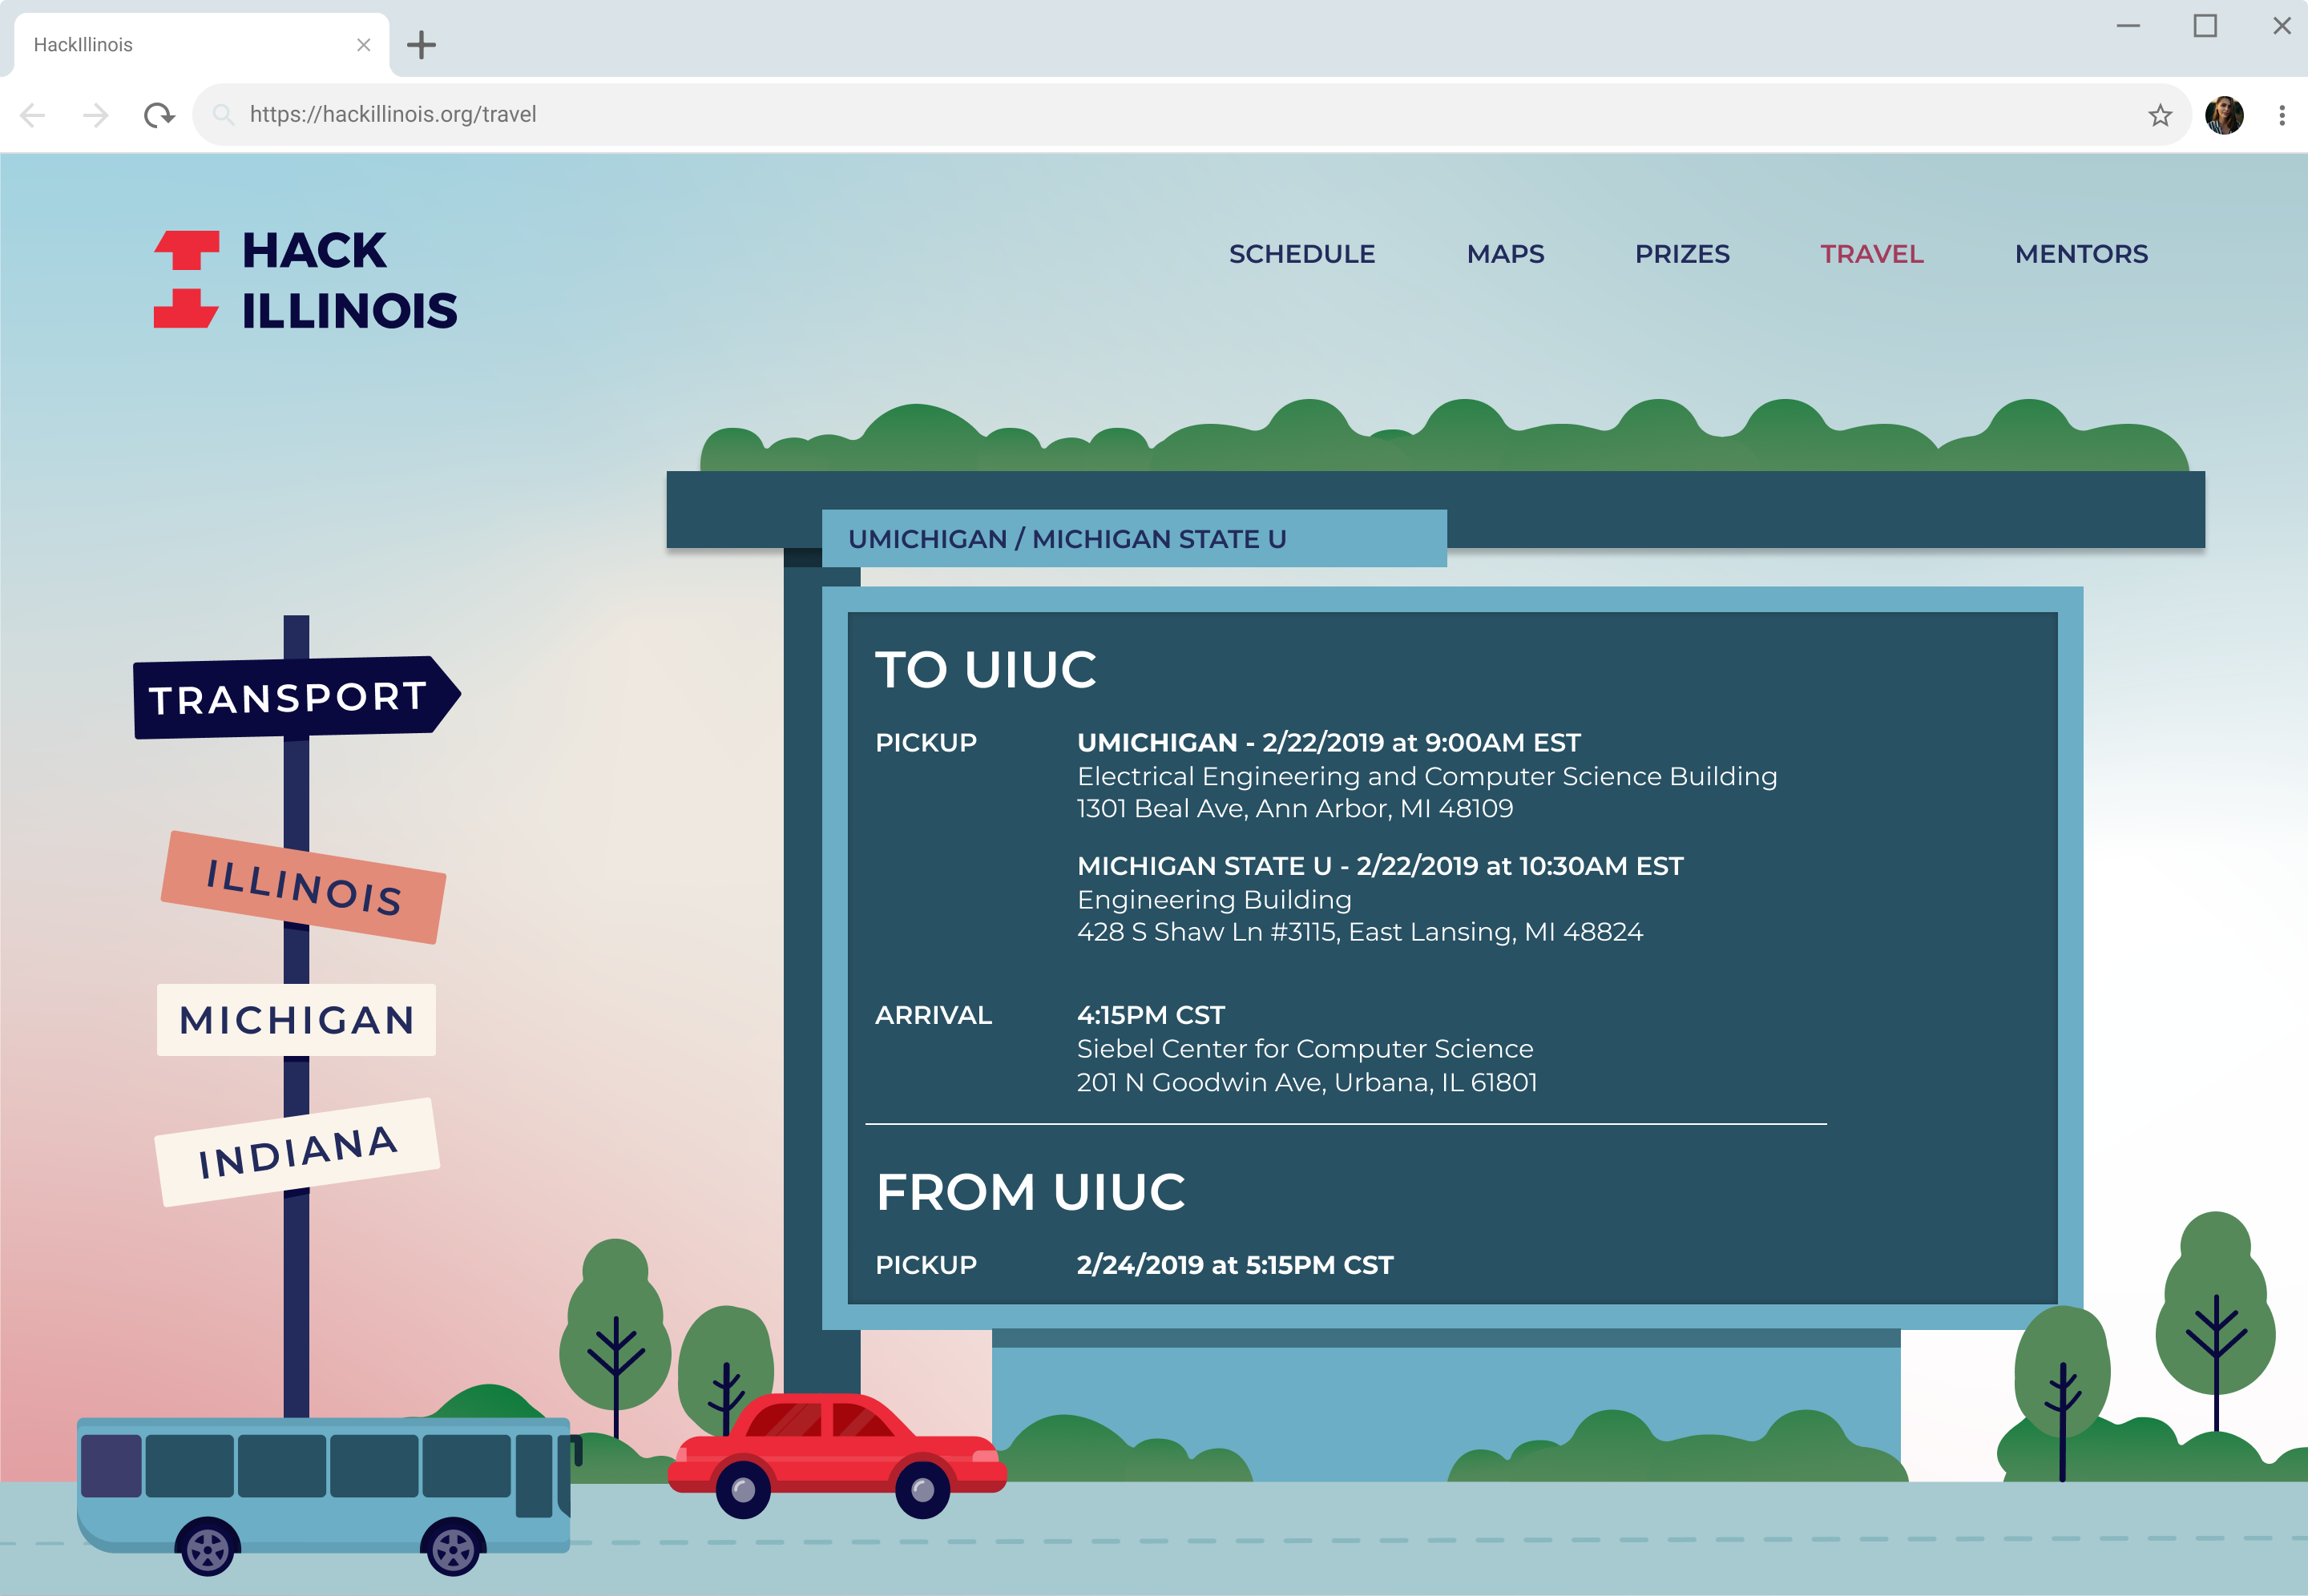 HackIllinois
https://hackillinois.org/travel
HACK
ILLINOIS
SCHEDULE MAPS PRIZES TRAVEL MENTORS
UMICHIGAN / MICHIGAN STATE U
TRANSPORT
ILLINOIS
MICHIGAN
INDIANA
TO UIUC
PICKUP UMICHIGAN - 2/22/2019 at 9:00AM EST
Electrical Engineering and Computer Science Building
1301 Beal Ave, Ann Arbor, MI 48109
MICHIGAN STATE U - 2/22/2019 at 10:30AM EST
Engineering Building
428 S Shaw Ln #3115, East Lansing, MI 48824
ARRIVAL 4:15PM CST
Siebel Center for Computer Science
201 N Goodwin Ave, Urbana, IL 61801
FROM UIUC
PICKUP 2/24/2019 at 5:15PM CST